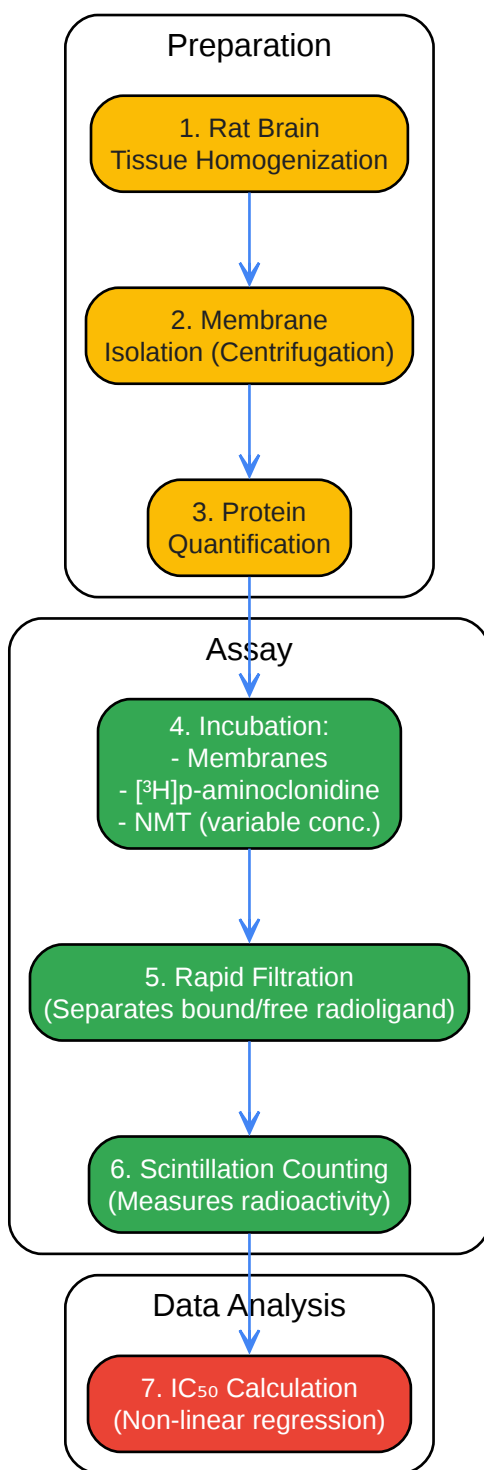 Preparation
1. Rat Brain
Tissue Homogenization
2. Membrane
Isolation (Centrifugation)
3. Protein
Quantification
Assay
4. Incubation:
- Membranes
- [³H]p-aminoclonidine
- NMT (variable conc.)
5. Rapid Filtration
(Separates bound/free radioligand)
6. Scintillation Counting
(Measures radioactivity)
Data Analysis
7. IC₅₀ Calculation
(Non-linear regression)